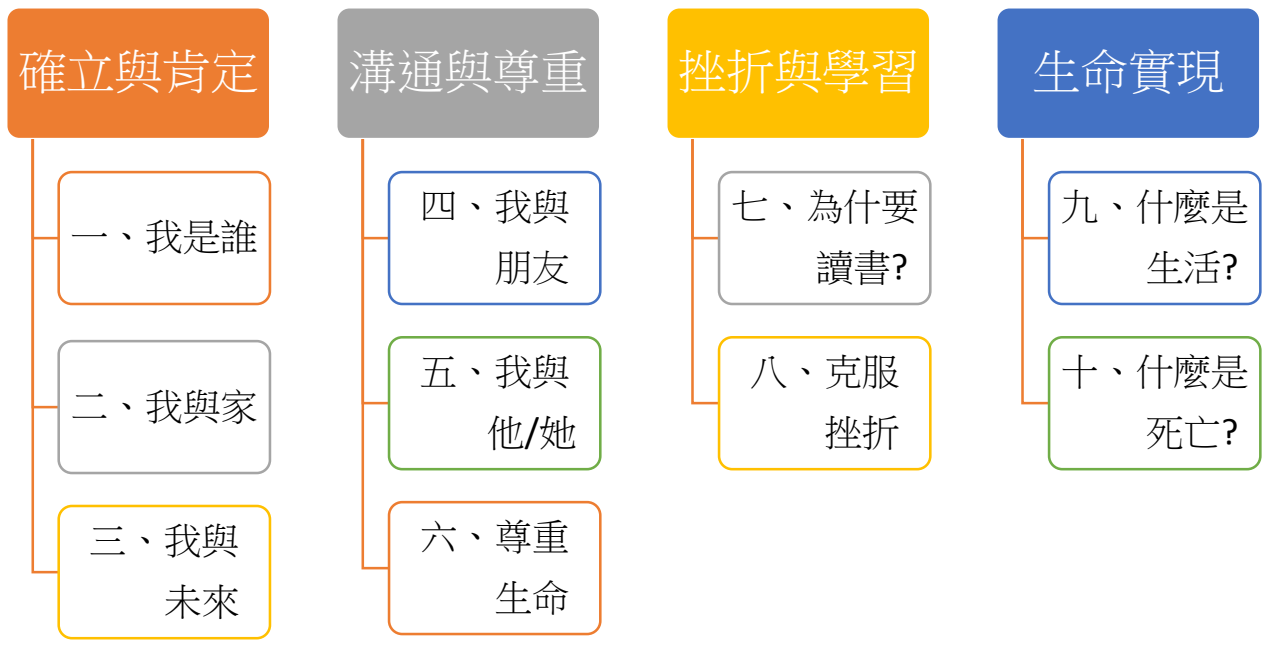 確立與肯定
一、我是誰
二、我與家
三、我與
未來
溝通與尊重
四、我與
朋友
五、我與
他/她
六、尊重
生命
挫折與學習
七、為什要
讀書?
八、克服
挫折
生命實現
九、什麼是
生活?
十、什麼是
死亡?